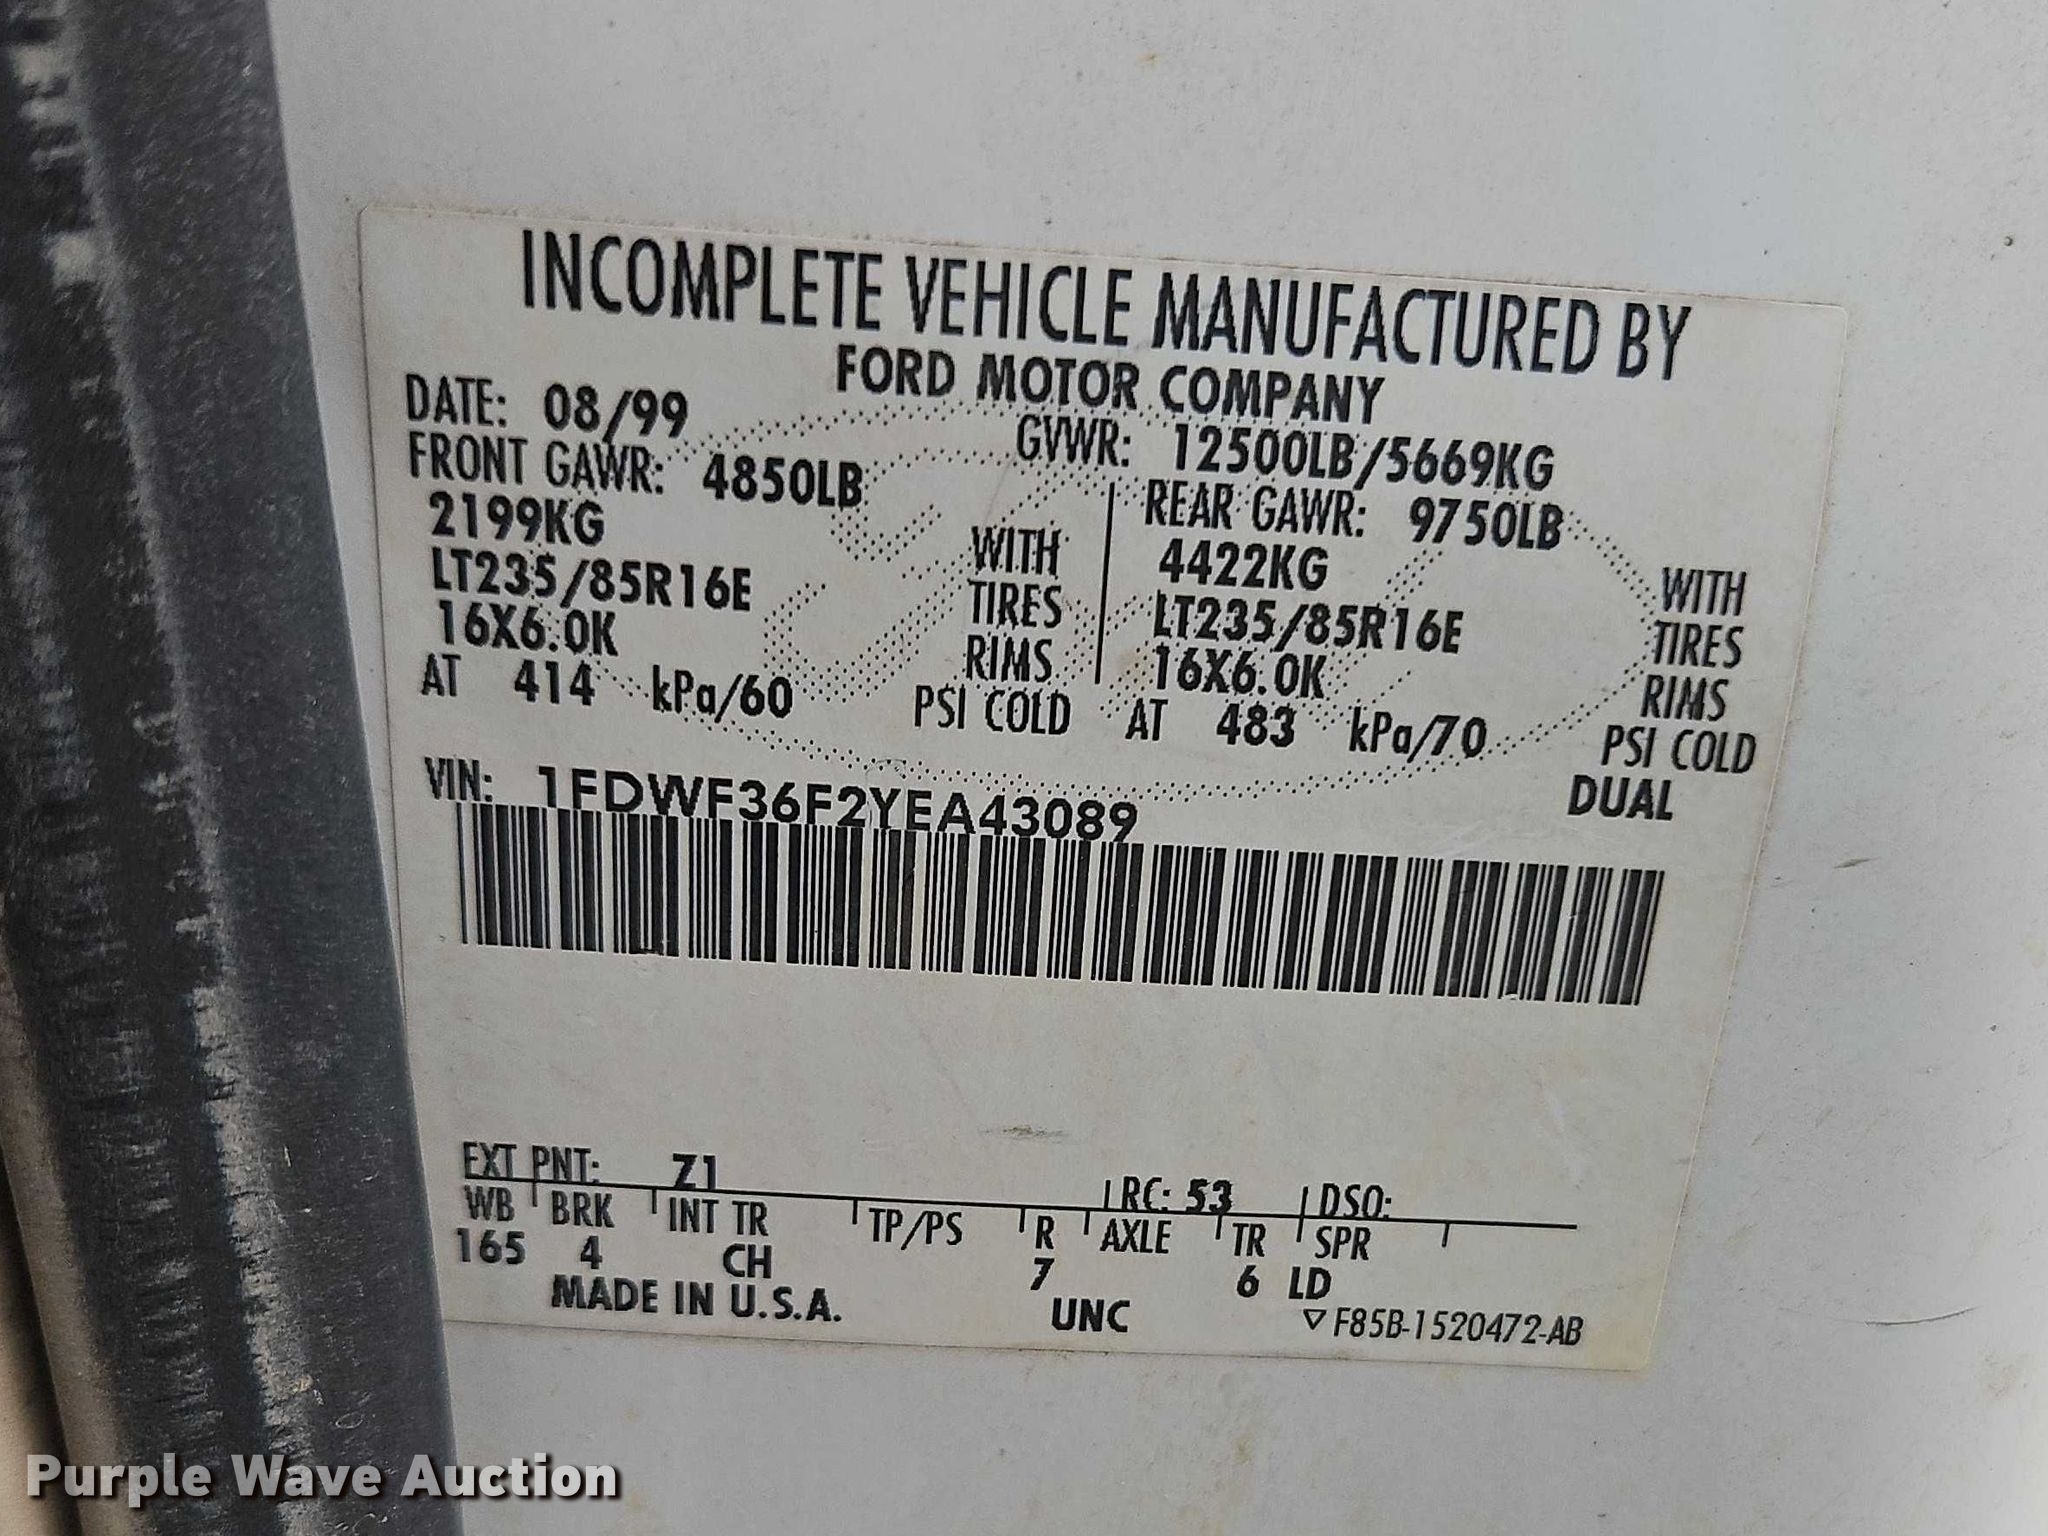 INCOMPLETE VEHICLE MANUFACTURED BY
FORD MOTOR COMPANY
DATE: 08/99 GVWR: 12500LB/5669KG
FRONT GAWR: 4850LB REAR GAWR: 9750LB
2199KG WITH 4422KG WITH
LT235/85R16E TIRES LT235/85R16E TIRES
16X6.0K RIMS 16X6.0K RIMS
AT 414 kPa/60 PSI COLD AT 483 kPa/70 PSI COLD
DUAL
VIN: 1FDWF36F2YEA43089
EXT PNT: Z1 RC: 53 DSO:
WB BRK INT TR TP/PS R AXLE TR SPR
165 4 CH 7 6 LD
MADE IN U.S.A. UNC ▽F85B-1520472-AB
Purple Wave Auction